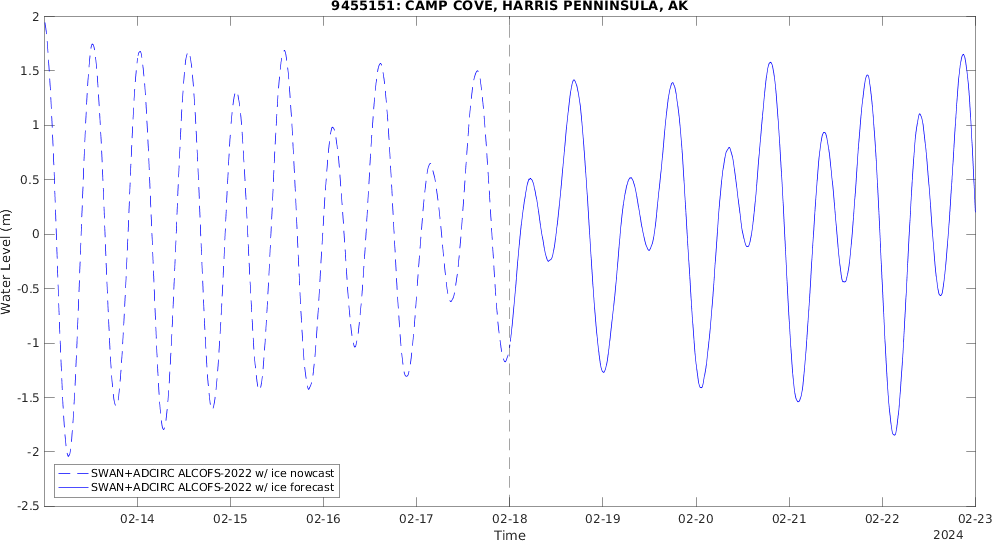 9455151: CAMP COVE, HARRIS PENNINSULA, AK
Water Level (m)
2
1.5
1
0.5
0
-0.5
-1
-1.5
-2
-2.5
SWAN+ADCIRC ALCOFS-2022 w/ ice nowcast
SWAN+ADCIRC ALCOFS-2022 w/ ice forecast
02-14 02-15 02-16 02-17 02-18 02-19 02-20 02-21 02-22 02-23
Time
2024